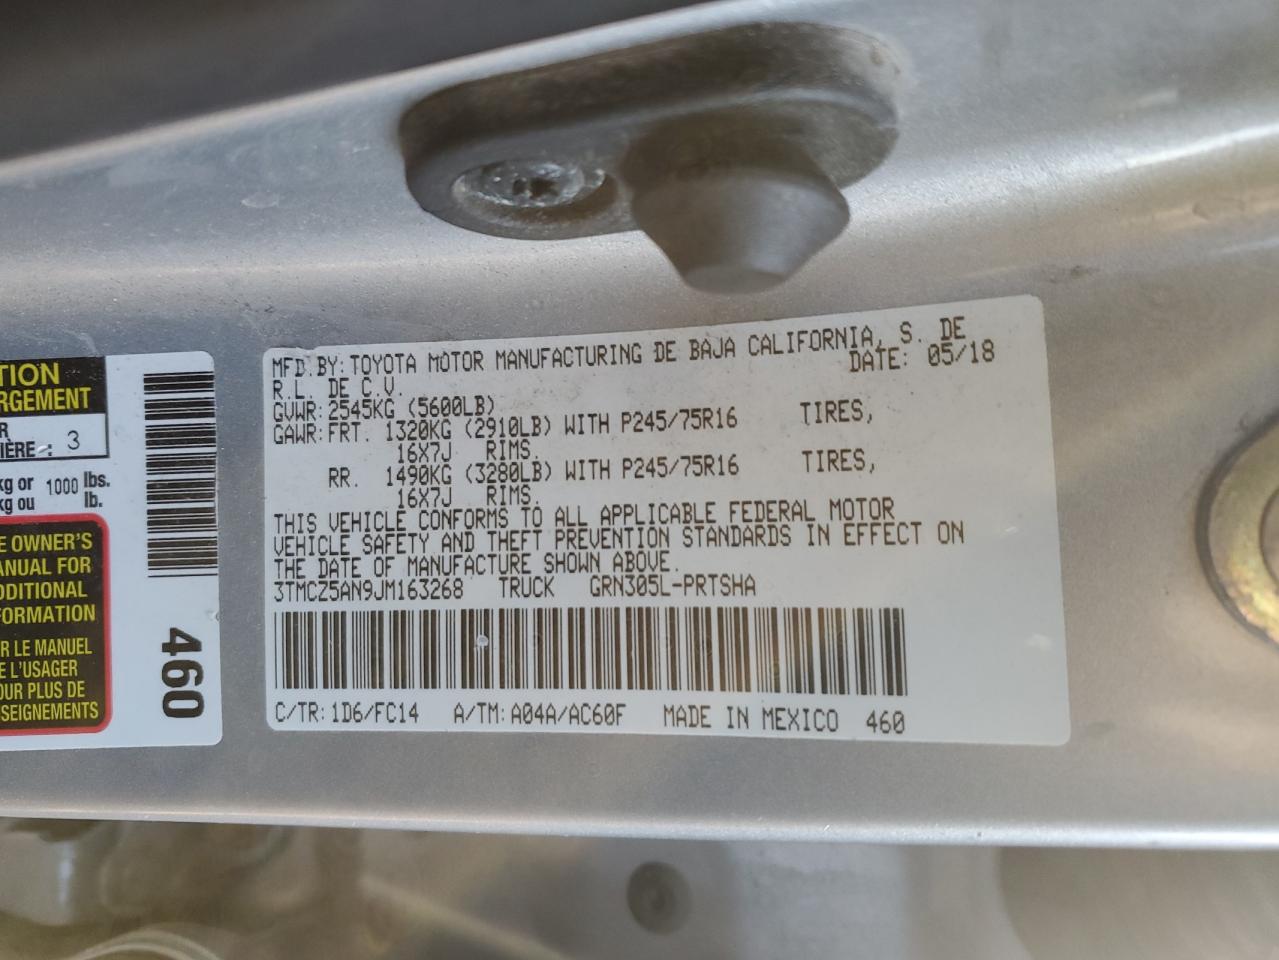 TION
RGEMENT
R
IÈRE : 3
kg or 1000 lbs.
kg ou lb.
E OWNER'S
ANUAL FOR
DDITIONAL
FORMATION
R LE MANUEL
E L'USAGER
OUR PLUS DE
SEIGNEMENTS
460
MFD.BY:TOYOTA MOTOR MANUFACTURING DE BAJA CALIFORNIA, S. DE
R.L. DE C.V. DATE: 05/18
GVWR:2545KG (5600LB)
GAWR:FRT. 1320KG (2910LB) WITH P245/75R16 TIRES,
16X7J RIMS.
RR. 1490KG (3280LB) WITH P245/75R16 TIRES,
16X7J RIMS.
THIS VEHICLE CONFORMS TO ALL APPLICABLE FEDERAL MOTOR
VEHICLE SAFETY AND THEFT PREVENTION STANDARDS IN EFFECT ON
THE DATE OF MANUFACTURE SHOWN ABOVE.
3TMCZ5AN9JM163268 TRUCK GRN305L-PRTSHA
C/TR:1D6/FC14 A/TM:A04A/AC60F MADE IN MEXICO 460